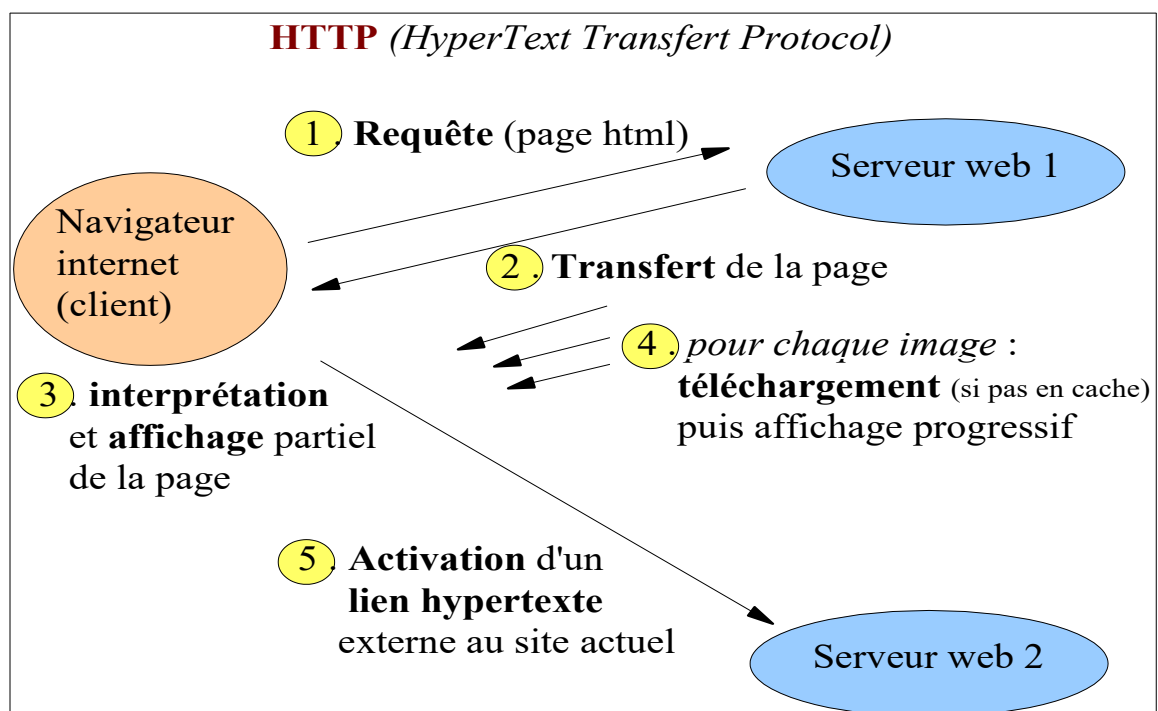 HTTP (HyperText Transfert Protocol)
1. Requête (page html)
Serveur web 1
Navigateur
internet
(client)
2. Transfert de la page
4. pour chaque image :
téléchargement (si pas en cache)
puis affichage progressif
3. interprétation
et affichage partiel
de la page
5. Activation d'un
lien hypertexte
externe au site actuel
Serveur web 2